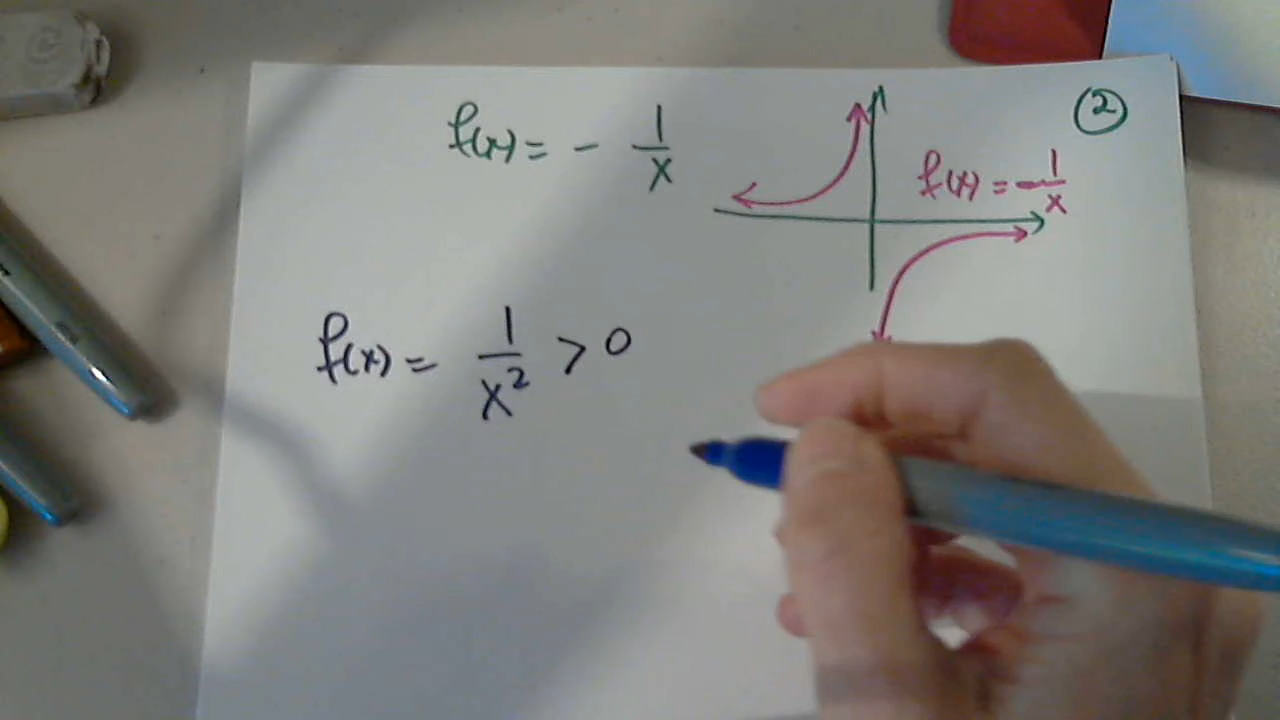 f(x) = - 1/x
②
f(x) = - 1/x
f(x) = 1/x² > 0